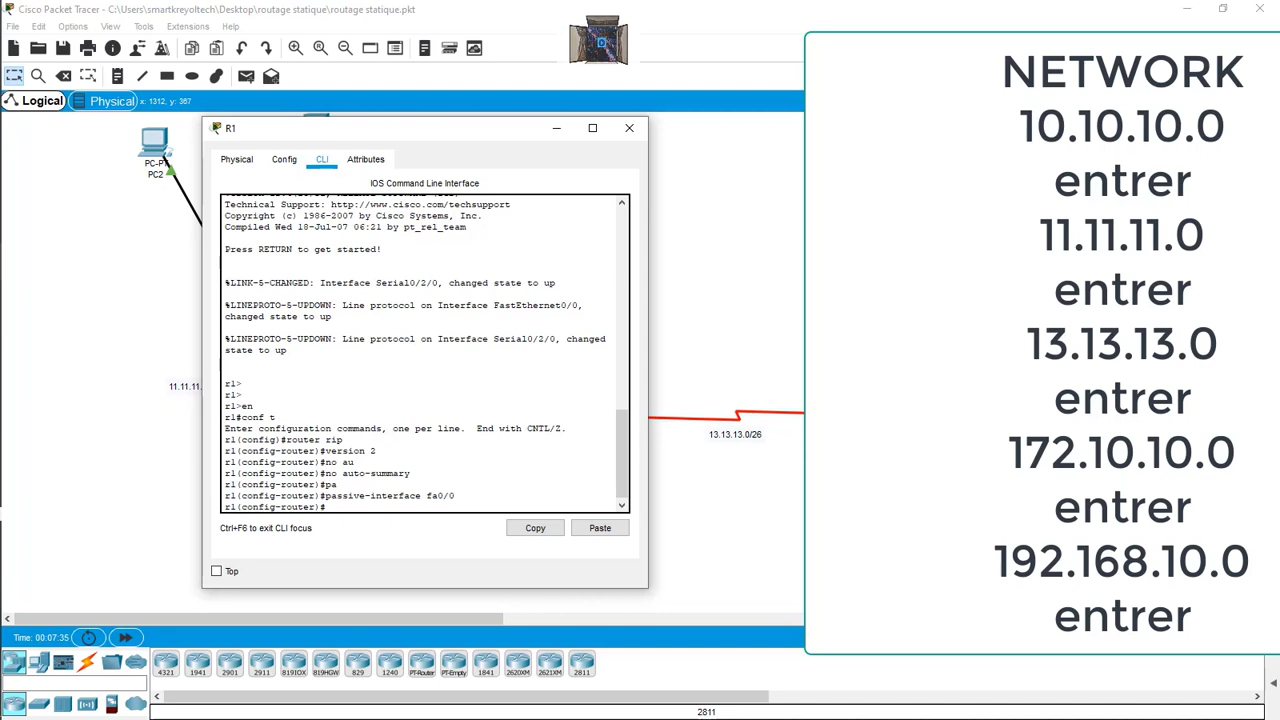 Cisco Packet Tracer - C:\Users\smartkreyoltech\Desktop\routage statique\routage statique.pkt
File Edit Options View Tools Extensions Help
Logical Physical x: 1312, y: 367
PC-PT
PC2
R1
Physical Config CLI Attributes
IOS Command Line Interface
Technical Support: http://www.cisco.com/techsupport
Copyright (c) 1986-2007 by Cisco Systems, Inc.
Compiled Wed 18-Jul-07 06:21 by pt_rel_team
Press RETURN to get started!
%LINK-5-CHANGED: Interface Serial0/2/0, changed state to up
%LINEPROTO-5-UPDOWN: Line protocol on Interface FastEthernet0/0,
changed state to up
%LINEPROTO-5-UPDOWN: Line protocol on Interface Serial0/2/0, changed
state to up
r1>
r1>
r1>en
r1#conf t
Enter configuration commands, one per line. End with CNTL/Z.
r1(config)#router rip
r1(config-router)#version 2
r1(config-router)#no au
r1(config-router)#no auto-summary
r1(config-router)#pa
r1(config-router)#passive-interface fa0/0
r1(config-router)#
Ctrl+F6 to exit CLI focus
Copy Paste
Top
11.11.11.
13.13.13.0/26
NETWORK
10.10.10.0
entrer
11.11.11.0
entrer
13.13.13.0
entrer
172.10.10.0
entrer
192.168.10.0
entrer
Time: 00:07:35
4321 1941 2901 2911 819IOX 819HGW 829 1240 PT-Router PT-Empty 1841 2620XM 2621XM 2811
2811